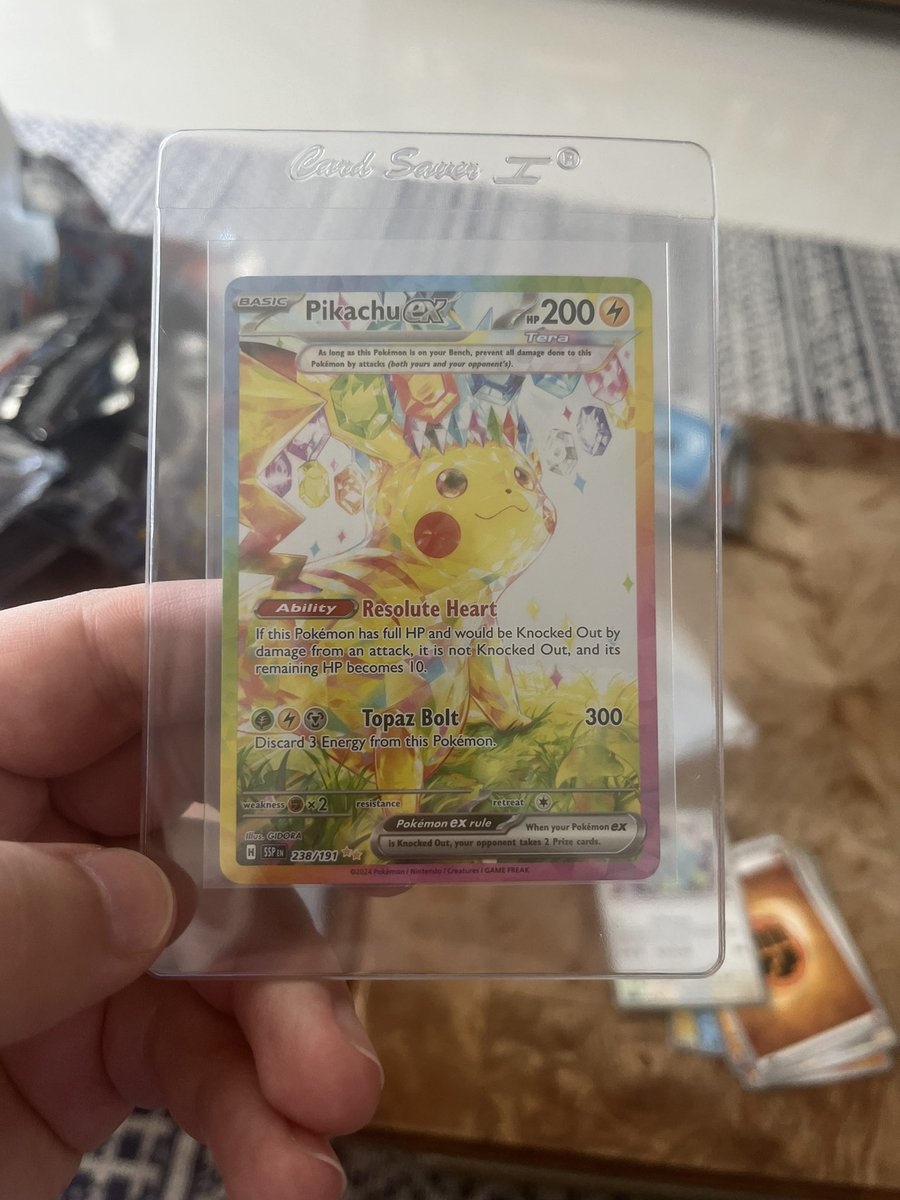 Card Saver I®
BASIC Pikachu ex HP 200
Tera
As long as this Pokémon is on your Bench, prevent all damage done to this
Pokémon by attacks (both yours and your opponent's).
Ability Resolute Heart
If this Pokémon has full HP and would be Knocked Out by
damage from an attack, it is not Knocked Out, and its
remaining HP becomes 10.
Topaz Bolt 300
Discard 3 Energy from this Pokémon.
weakness ×2 resistance retreat
Illus. GIDORA
Pokémon ex rule When your Pokémon ex
is Knocked Out, your opponent takes 2 Prize cards.
H SSP EN 238/191
©2024 Pokémon / Nintendo / Creatures / GAME FREAK